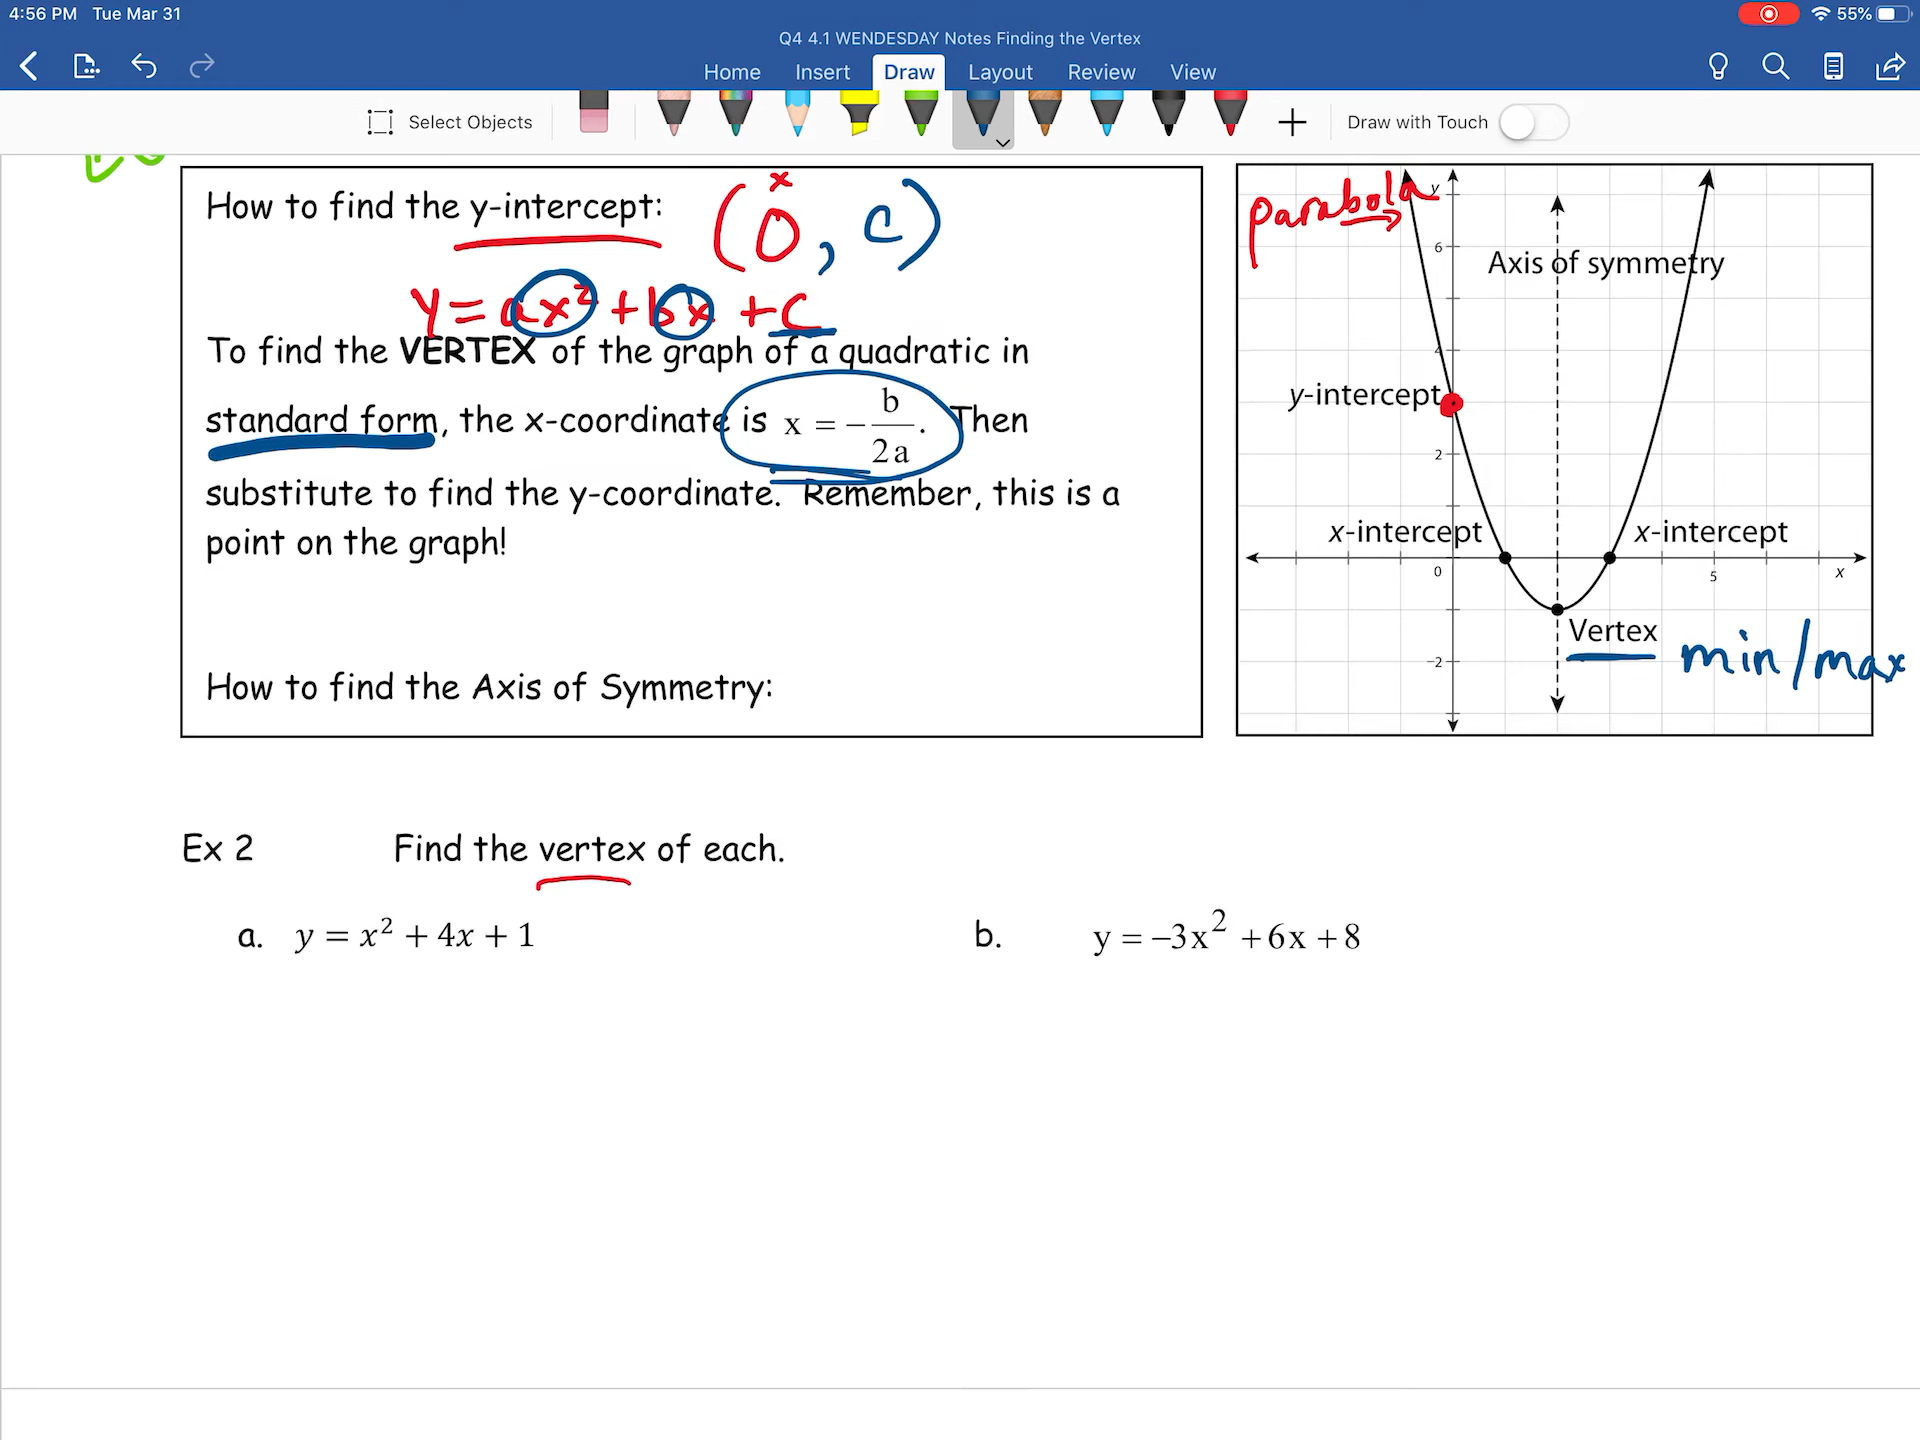 4:56 PM Tue Mar 31
55%
Q4 4.1 WENDESDAY Notes Finding the Vertex
Home Insert Draw Layout Review View
Select Objects
Draw with Touch
How to find the y-intercept: (0, c)
x
y = ax² + bx + c
To find the VERTEX of the graph of a quadratic in
standard form, the x-coordinate is x = -b/2a. Then
substitute to find the y-coordinate. Remember, this is a
point on the graph!
How to find the Axis of Symmetry:
parabola
y
6
Axis of symmetry
4
y-intercept
2
x-intercept x-intercept
0 5 x
Vertex min/max
-2
Ex 2 Find the vertex of each.
a. y = x² + 4x + 1 b. y = -3x² + 6x + 8